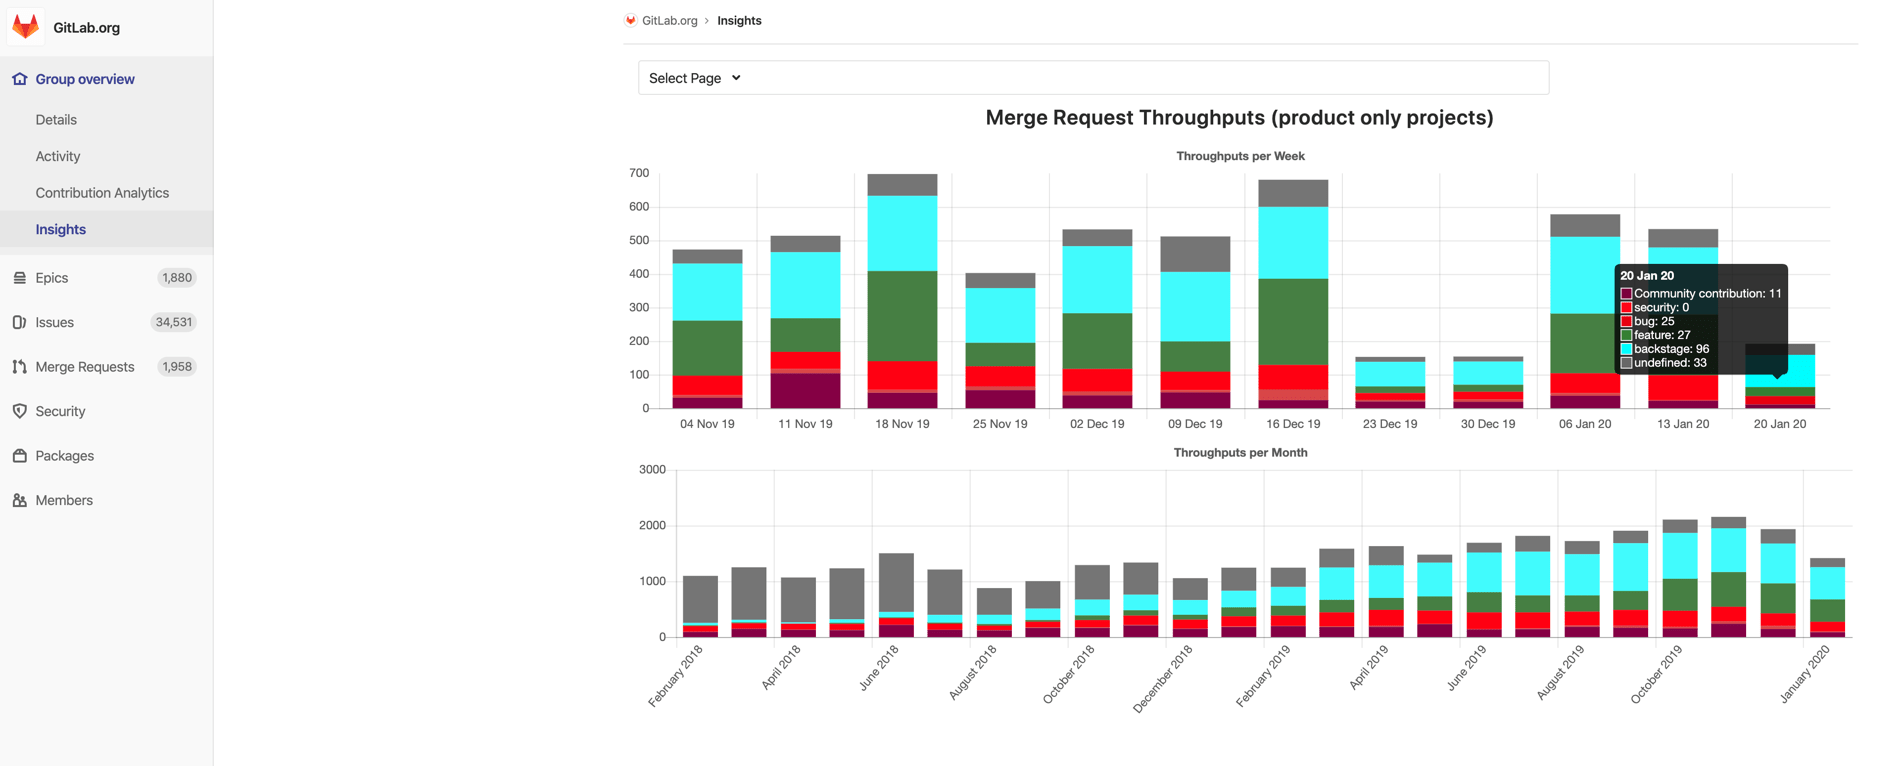 GitLab.org
Group overview
Details
Activity
Contribution Analytics
Insights
Epics 1,880
Issues 34,531
Merge Requests 1,958
Security
Packages
Members
GitLab.org > Insights
Select Page
Merge Request Throughputs (product only projects)
Throughputs per Week
700
600
500
400
300
200
100
0
04 Nov 19 11 Nov 19 18 Nov 19 25 Nov 19 02 Dec 19 09 Dec 19 16 Dec 19 23 Dec 19 30 Dec 19 06 Jan 20 13 Jan 20 20 Jan 20
20 Jan 20
Community contribution: 11
security: 0
bug: 25
feature: 27
backstage: 96
undefined: 33
Throughputs per Month
3000
2000
1000
0
February 2018 April 2018 June 2018 August 2018 October 2018 December 2018 February 2019 April 2019 June 2019 August 2019 October 2019 January 2020